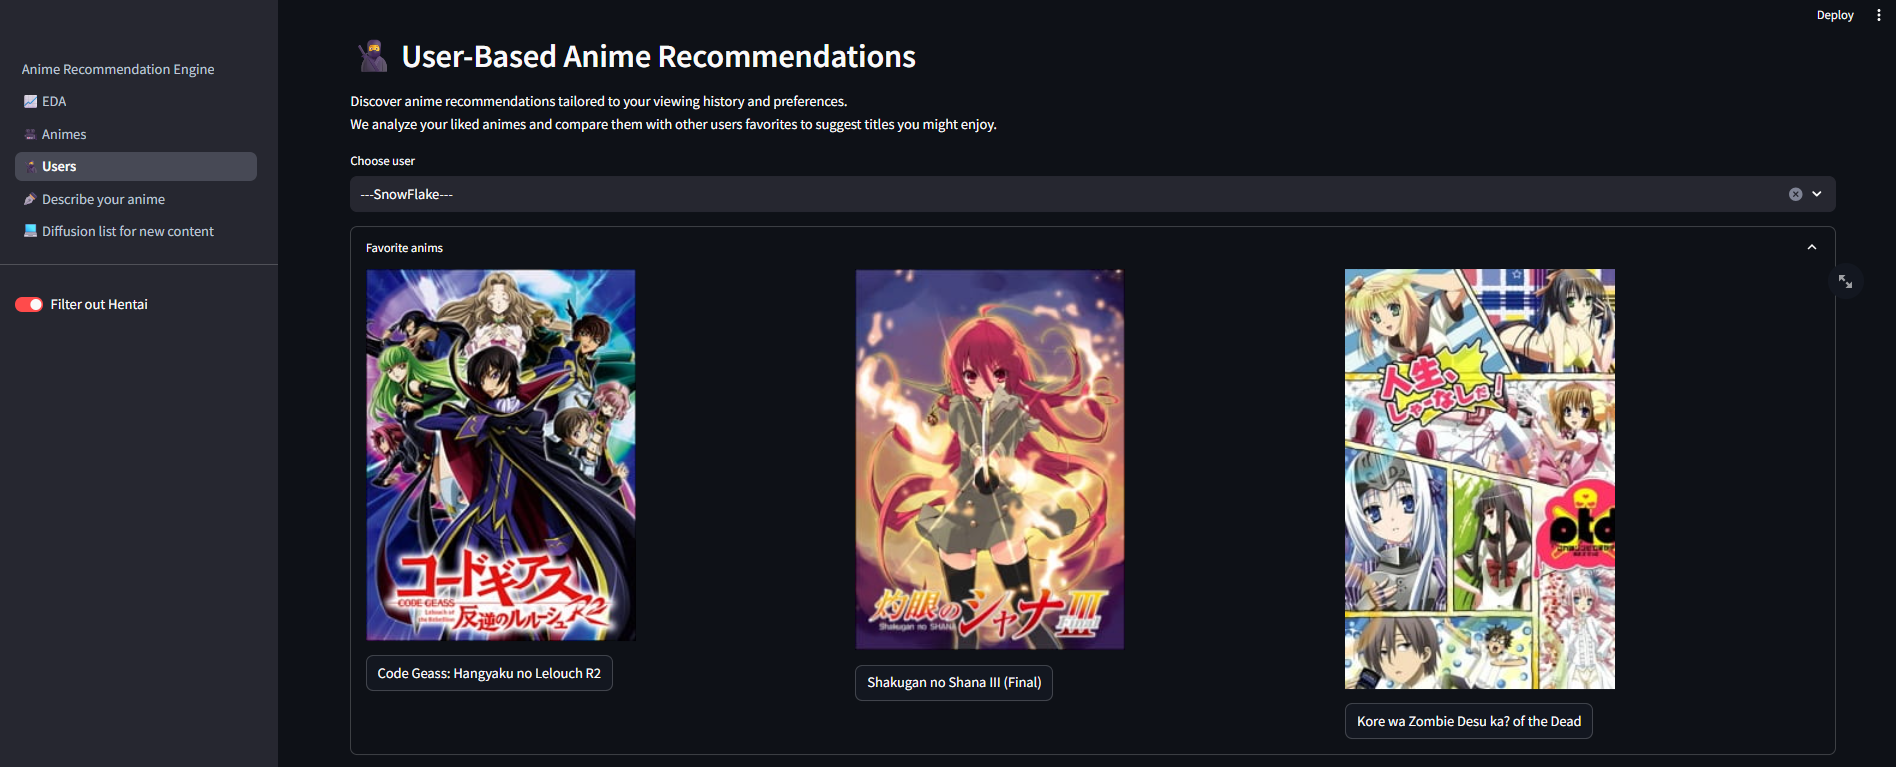 Deploy
Anime Recommendation Engine
EDA
Animes
Users
Describe your anime
Diffusion list for new content
Filter out Hentai
User-Based Anime Recommendations
Discover anime recommendations tailored to your viewing history and preferences.
We analyze your liked animes and compare them with other users favorites to suggest titles you might enjoy.
Choose user
---SnowFlake---
Favorite anims
コードギアス
CODE GEASS
Lelouch of
the Rebellion
反逆のルルーシュ R2
Code Geass: Hangyaku no Lelouch R2
灼眼のシャナIII
Shakugan no SHANA
Final
Shakugan no Shana III (Final)
人生、
しゃーなしだ!
otd
Kore wa Zombie Desu ka? of the Dead